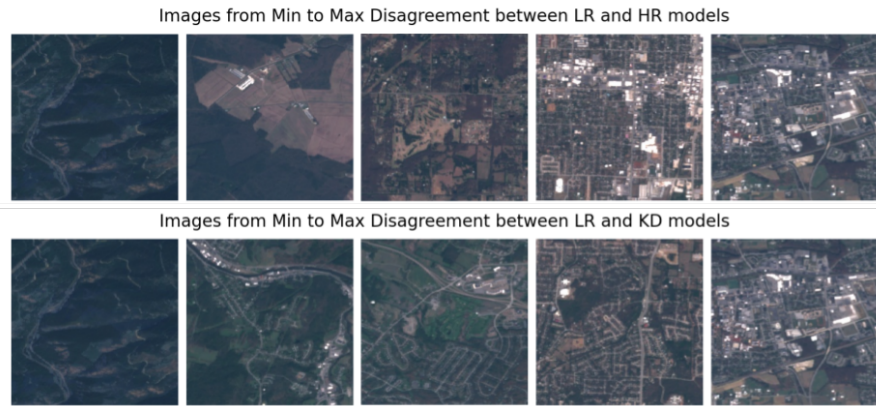 Images from Min to Max Disagreement between LR and HR models
Images from Min to Max Disagreement between LR and KD models